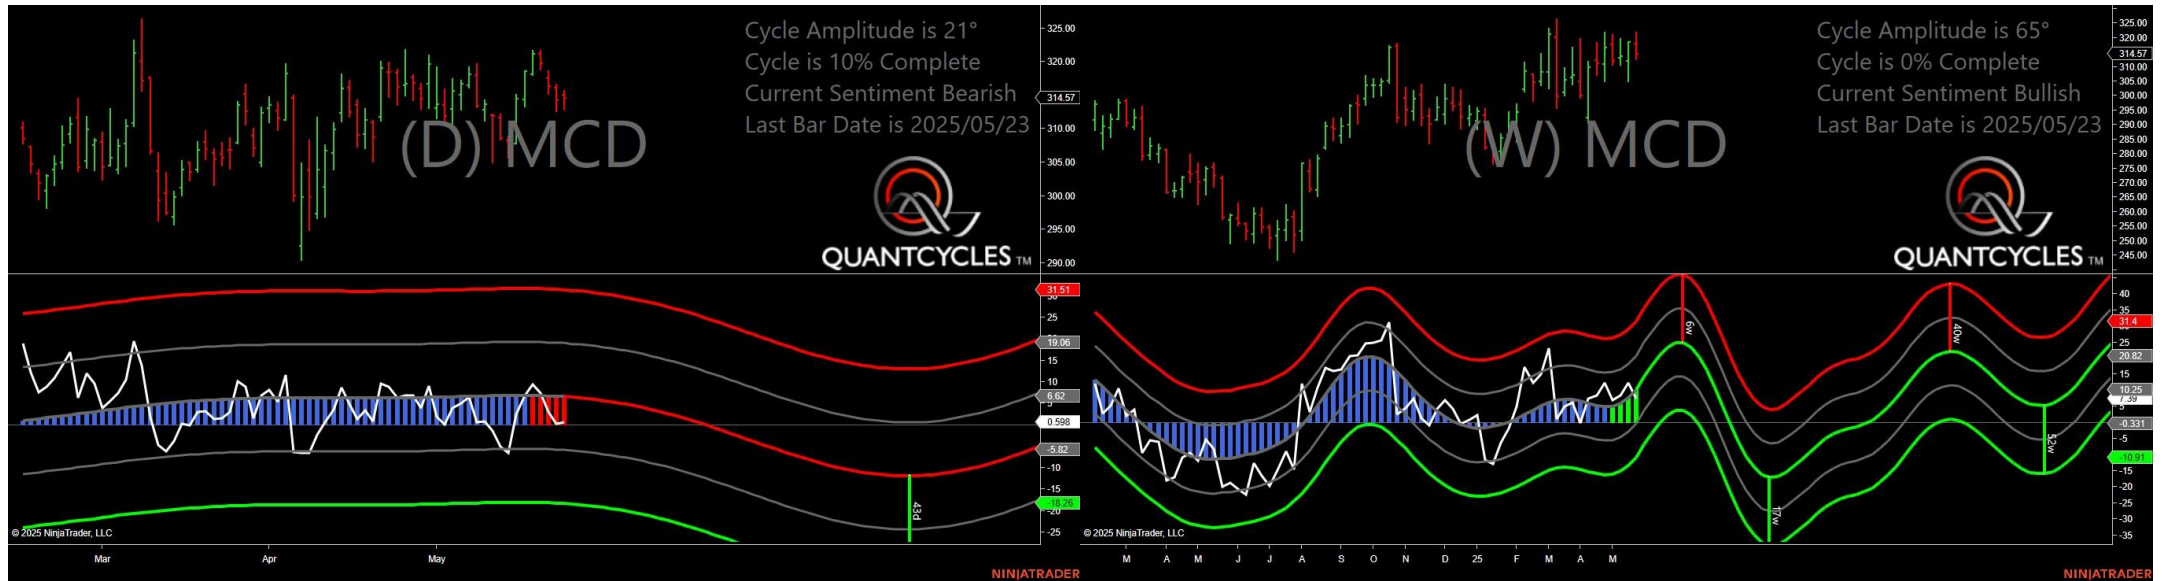 Cycle Amplitude is 21°
Cycle is 10% Complete
Current Sentiment Bearish
Last Bar Date is 2025/05/23
(D) MCD
QUANTCYCLES TM
325.00
320.00
314.57
310.00
305.00
300.00
295.00
290.00
31.51
30
25
19.06
15
10
6.62
5
0.598
-5.82
-10
-15
-18.26
-20
-25
43d
© 2025 NinjaTrader, LLC
Mar
Apr
May
NINJATRADER
Cycle Amplitude is 65°
Cycle is 0% Complete
Current Sentiment Bullish
Last Bar Date is 2025/05/23
(W) MCD
QUANTCYCLES TM
325.00
320.00
314.57
310.00
305.00
300.00
295.00
290.00
285.00
280.00
275.00
270.00
265.00
260.00
255.00
250.00
245.00
40
35
31.4
25
20.82
15
10.25
7.39
5
-0.331
-5
-10.91
-15
-20
-25
-30
-35
6w
17w
40w
52w
© 2025 NinjaTrader, LLC
M A M J J A S O N D 25 F M A M
NINJATRADER